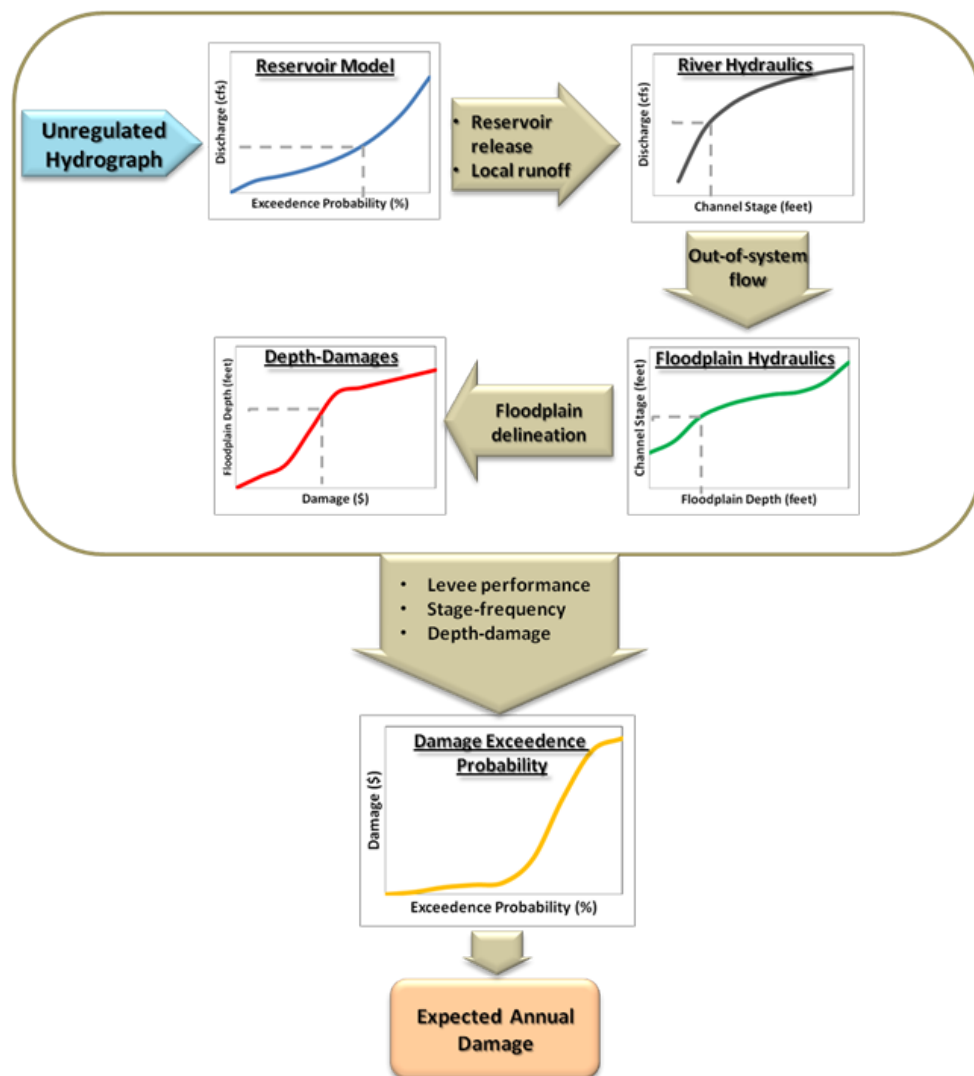 Reservoir Model
Discharge (cfs)
Exceedence Probability (%)
Unregulated
Hydrograph
• Reservoir
release
• Local runoff
River Hydraulics
Discharge (cfs)
Channel Stage (feet)
Out-of-system
flow
Floodplain Hydraulics
Channel Stage (feet)
Floodplain Depth (feet)
Floodplain
delineation
Depth-Damages
Floodplain Depth (feet)
Damage ($)
• Levee performance
• Stage-frequency
• Depth-damage
Damage Exceedence
Probability
Damage ($)
Exceedence Probability (%)
Expected Annual
Damage